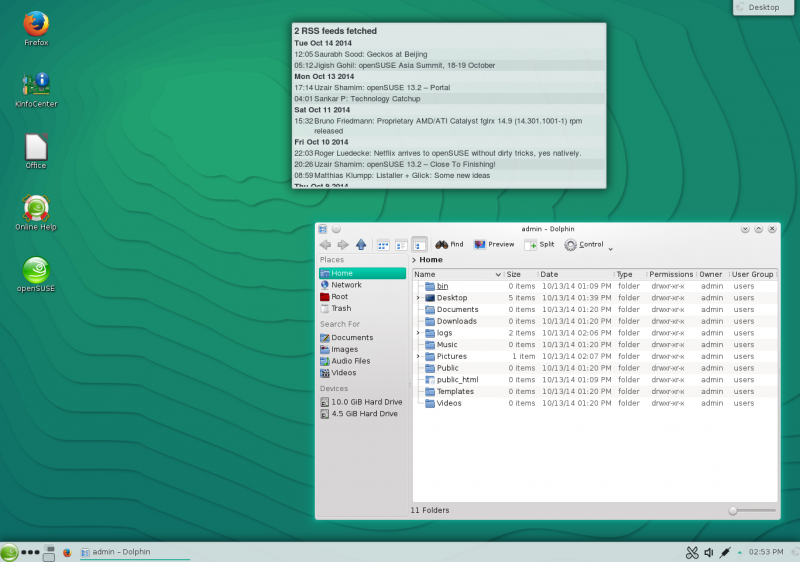 Desktop
Firefox
KInfoCenter
Office
Online Help
openSUSE
2 RSS feeds fetched
Tue Oct 14 2014
12:05 Saurabh Sood: Geckos at Beijing
05:12 Jigish Gohil: openSUSE Asia Summit, 18-19 October
Mon Oct 13 2014
17:14 Uzair Shamim: openSUSE 13.2 – Portal
04:01 Sankar P: Technology Catchup
Sat Oct 11 2014
15:32 Bruno Friedmann: Proprietary AMD/ATI Catalyst fglrx 14.9 (14.301.1001-1) rpm
released
Fri Oct 10 2014
22:03 Roger Luedecke: Netflix arrives to openSUSE without dirty tricks, yes natively.
20:26 Uzair Shamim: openSUSE 13.2 – Close To Finishing!
08:59 Matthias Klumpp: Listaller + Glick: Some new ideas
Thu Oct 9 2014
admin – Dolphin
Find Preview Split Control
Places
Home
Network
Root
Trash
Search For
Documents
Images
Audio Files
Videos
Devices
10.0 GiB Hard Drive
4.5 GiB Hard Drive
> Home
Name Size Date Type Permissions Owner User Group
bin 0 items 10/13/14 01:09 PM folder drwxr-xr-x admin users
Desktop 5 items 10/13/14 01:39 PM folder drwxr-xr-x admin users
Documents 0 items 10/13/14 01:20 PM folder drwxr-xr-x admin users
Downloads 0 items 10/13/14 01:20 PM folder drwxr-xr-x admin users
logs 2 items 10/13/14 02:06 PM folder drwxr-xr-x admin users
Music 0 items 10/13/14 01:20 PM folder drwxr-xr-x admin users
Pictures 1 item 10/13/14 02:07 PM folder drwxr-xr-x admin users
Public 0 items 10/13/14 01:20 PM folder drwxr-xr-x admin users
public_html 0 items 10/13/14 01:09 PM folder drwxr-xr-x admin users
Templates 0 items 10/13/14 01:20 PM folder drwxr-xr-x admin users
Videos 0 items 10/13/14 01:20 PM folder drwxr-xr-x admin users
11 Folders
admin – Dolphin
02:53 PM